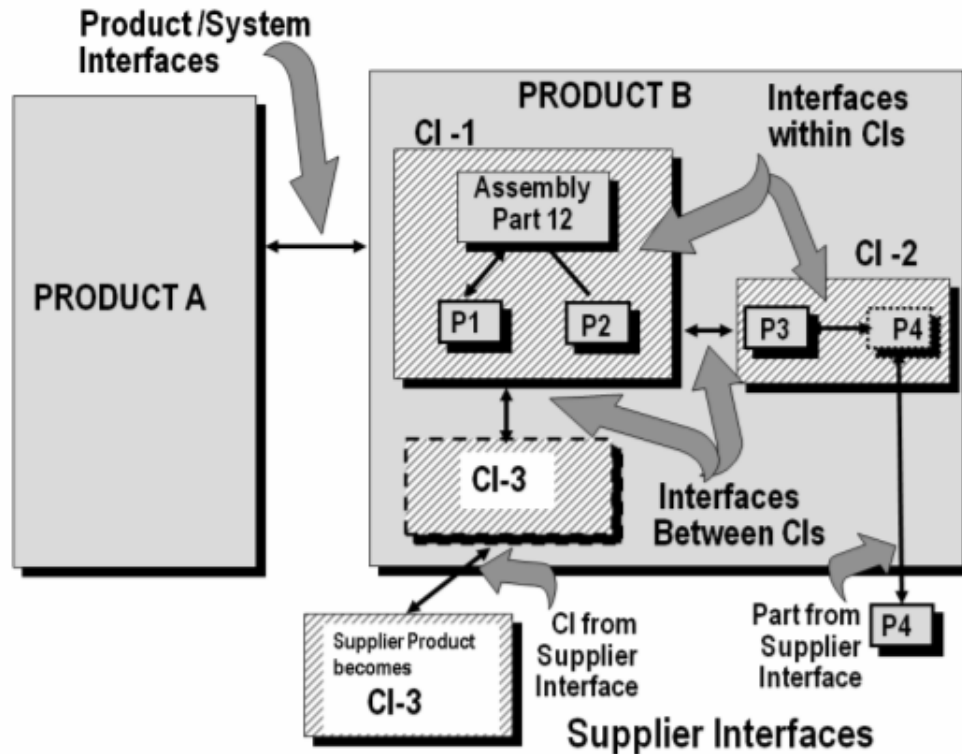 Product /System
Interfaces
PRODUCT A
PRODUCT B
CI -1
Assembly
Part 12
P1
P2
Interfaces
within CIs
CI -2
P3
P4
CI-3
Interfaces
Between CIs
Supplier Product
becomes
CI-3
CI from
Supplier
Interface
Part from
Supplier
Interface
P4
Supplier Interfaces